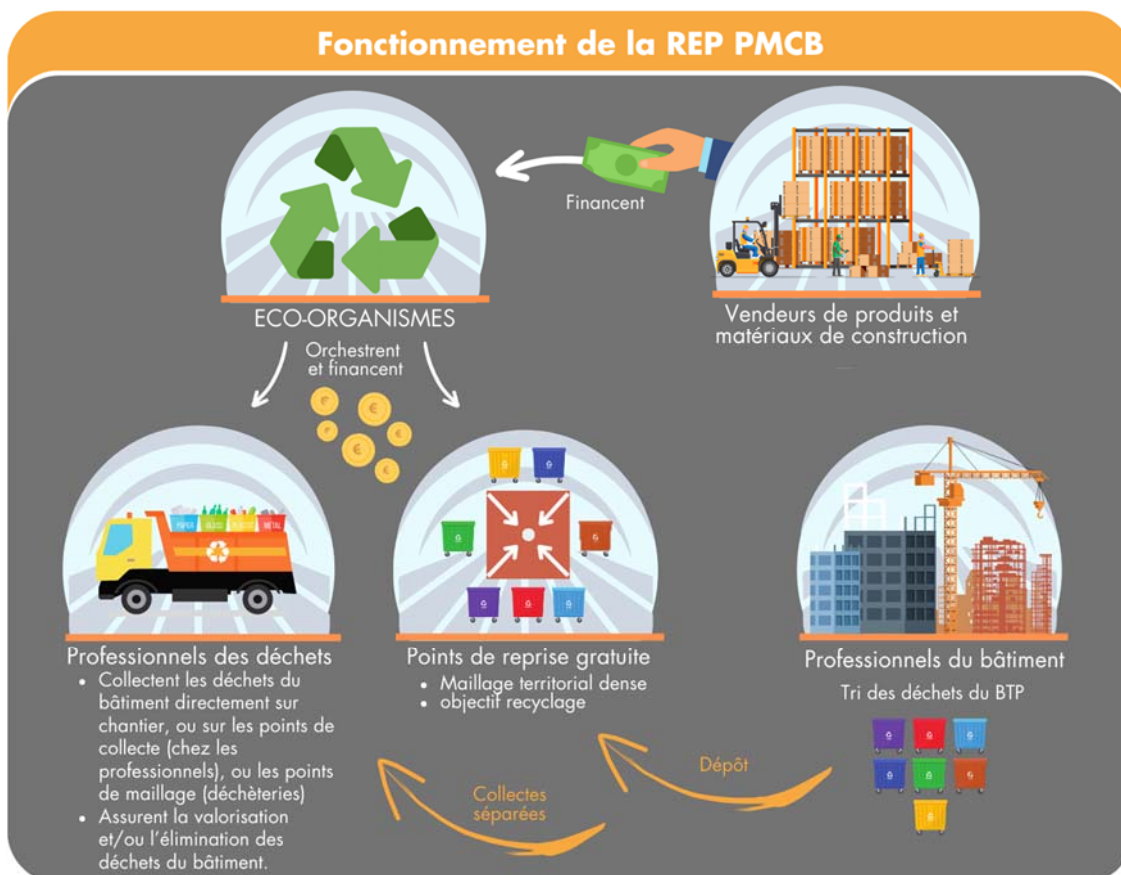 Fonctionnement de la REP PMCB
Financent
ECO-ORGANISMES
Vendeurs de produits et
matériaux de construction
Orchestrent
et financent
PAPER GLASS PLASTIC METAL
Professionnels des déchets
• Collectent les déchets du
bâtiment directement sur
chantier, ou sur les points de
collecte (chez les
professionnels), ou les points
de maillage (déchèteries)
• Assurent la valorisation
et/ou l'élimination des
déchets du bâtiment.
Points de reprise gratuite
• Maillage territorial dense
• objectif recyclage
Professionnels du bâtiment
Tri des déchets du BTP
Dépôt
Collectes
séparées